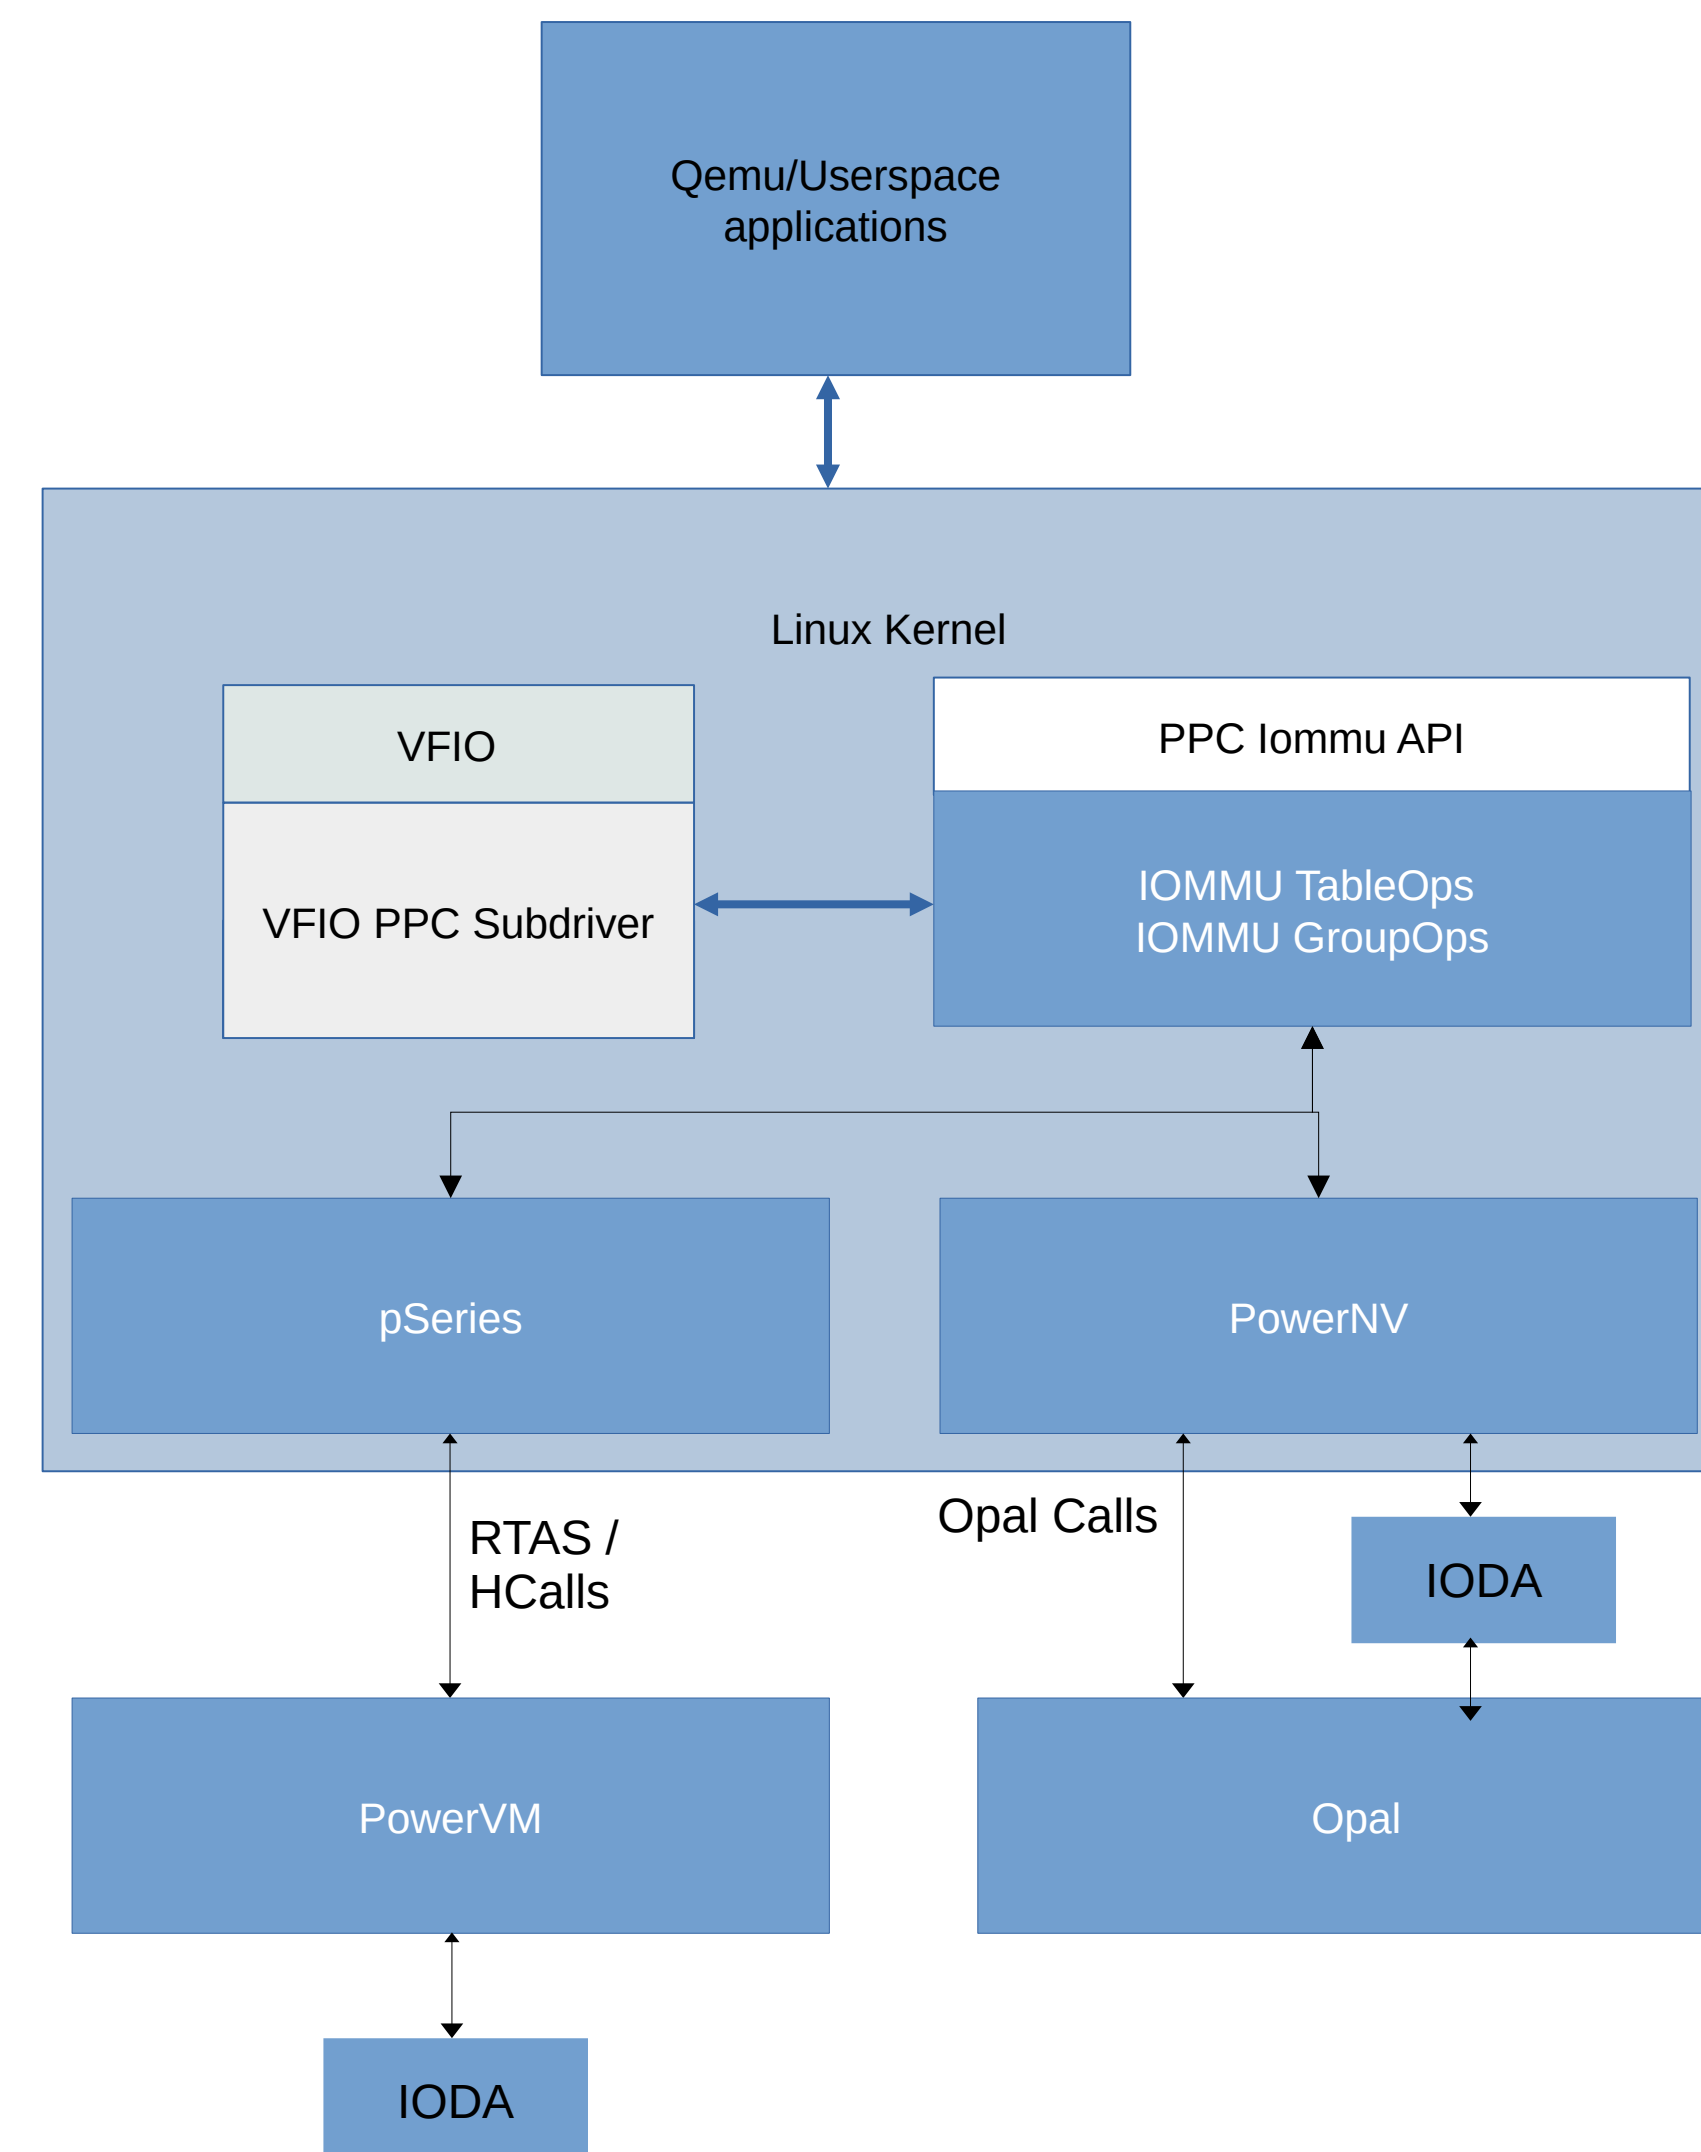 Qemu/Userspace
applications
Linux Kernel
VFIO
PPC Iommu API
VFIO PPC Subdriver
IOMMU TableOps
IOMMU GroupOps
pSeries
PowerNV
RTAS /
HCalls
Opal Calls
IODA
PowerVM
Opal
IODA